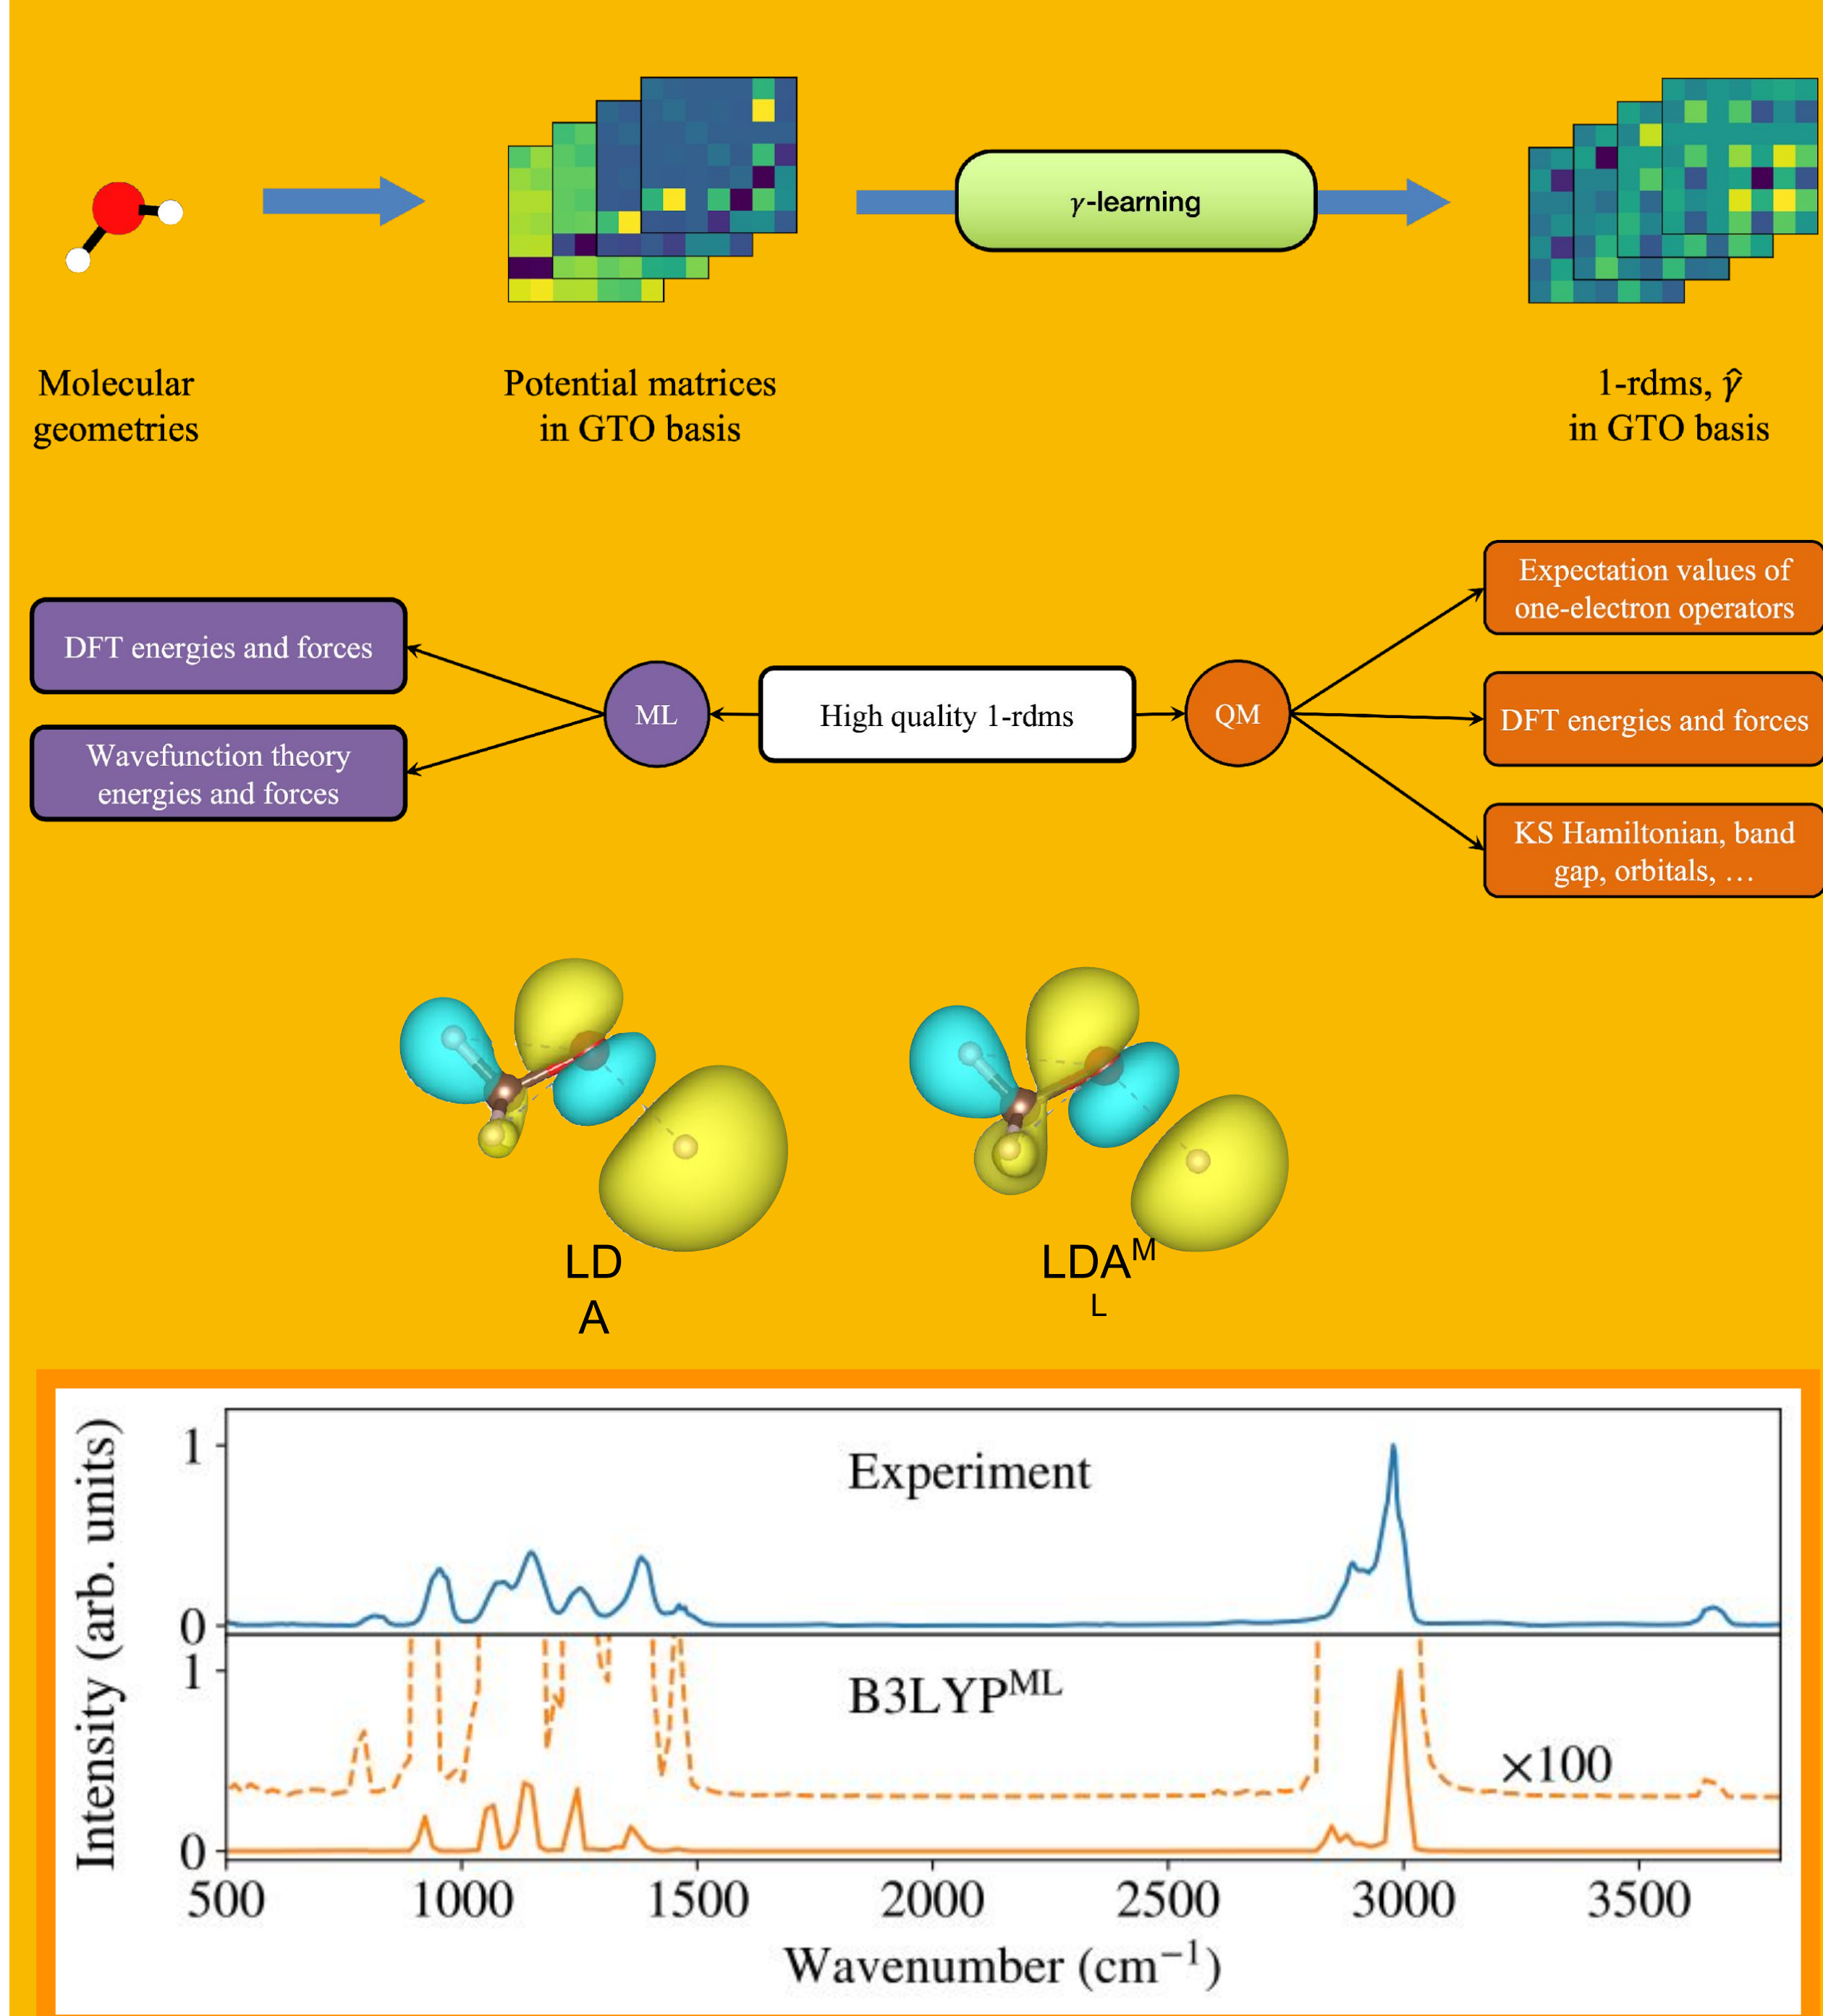 γ-learning
Molecular
geometries
Potential matrices
in GTO basis
1-rdms, γ̂
in GTO basis
DFT energies and forces
Wavefunction theory
energies and forces
ML
High quality 1-rdms
QM
Expectation values of
one-electron operators
DFT energies and forces
KS Hamiltonian, band
gap, orbitals, …
LD
A
LDAᴹ
L
Intensity (arb. units)
1
Experiment
0
1
B3LYPᴹᴸ
×100
0
500 1000 1500 2000 2500 3000 3500
Wavenumber (cm⁻¹)